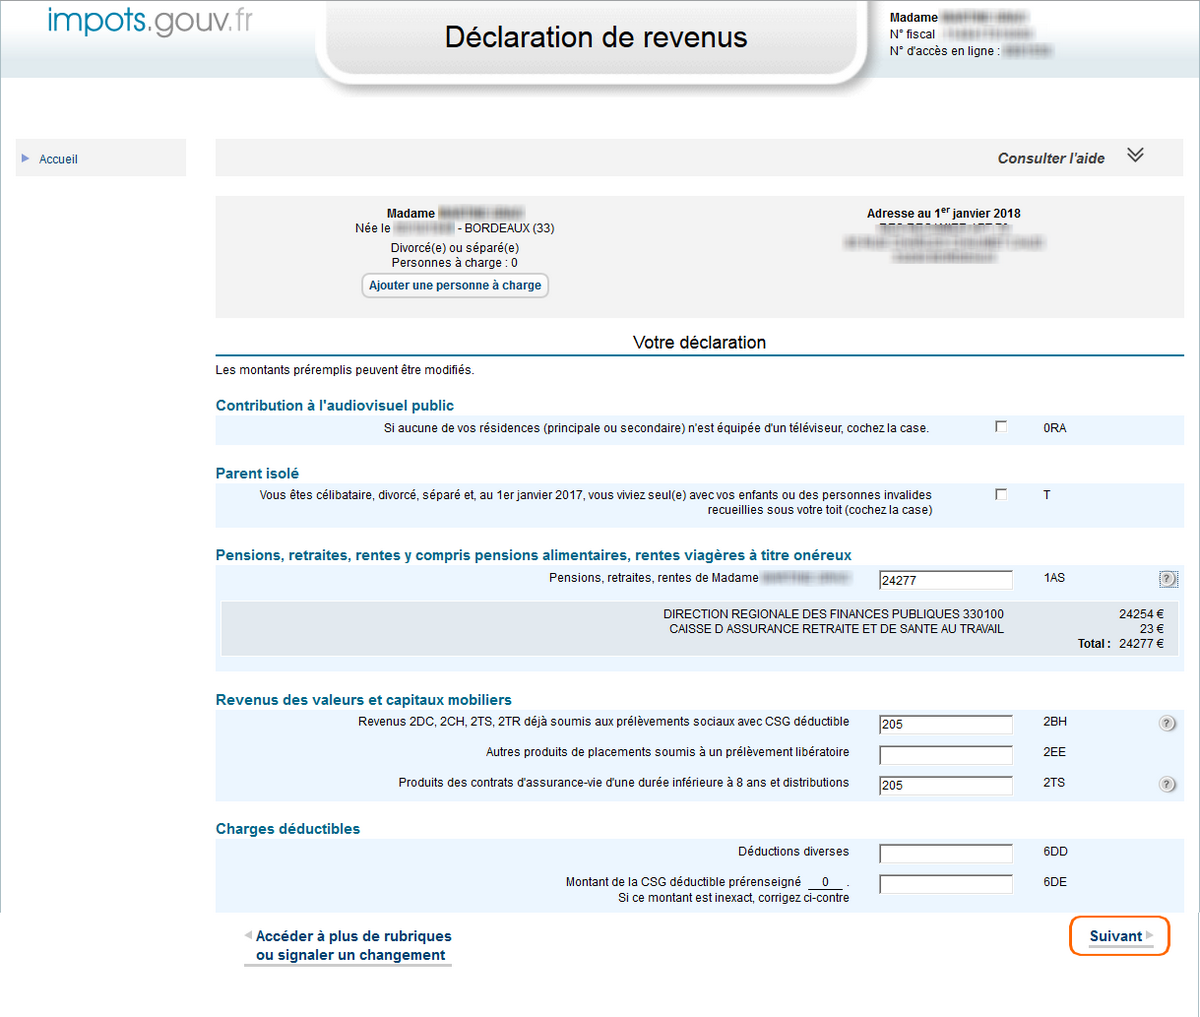 impots.gouv.fr
Déclaration de revenus
Madame
N° fiscal
N° d'accès en ligne :
Accueil
Consulter l'aide
Madame
Née le - BORDEAUX (33)
Divorcé(e) ou séparé(e)
Personnes à charge : 0
Ajouter une personne à charge
Adresse au 1er janvier 2018
Votre déclaration
Les montants préremplis peuvent être modifiés.
Contribution à l'audiovisuel public
Si aucune de vos résidences (principale ou secondaire) n'est équipée d'un téléviseur, cochez la case. 0RA
Parent isolé
Vous êtes célibataire, divorcé, séparé et, au 1er janvier 2017, vous viviez seul(e) avec vos enfants ou des personnes invalides T
recueillies sous votre toit (cochez la case)
Pensions, retraites, rentes y compris pensions alimentaires, rentes viagères à titre onéreux
Pensions, retraites, rentes de Madame 24277 1AS ?
DIRECTION REGIONALE DES FINANCES PUBLIQUES 330100 24254 €
CAISSE D ASSURANCE RETRAITE ET DE SANTE AU TRAVAIL 23 €
Total : 24277 €
Revenus des valeurs et capitaux mobiliers
Revenus 2DC, 2CH, 2TS, 2TR déjà soumis aux prélèvements sociaux avec CSG déductible 205 2BH ?
Autres produits de placements soumis à un prélèvement libératoire 2EE
Produits des contrats d'assurance-vie d'une durée inférieure à 8 ans et distributions 205 2TS ?
Charges déductibles
Déductions diverses 6DD
Montant de la CSG déductible prérenseigné 0 . 6DE
Si ce montant est inexact, corrigez ci-contre
Accéder à plus de rubriques
ou signaler un changement
Suivant